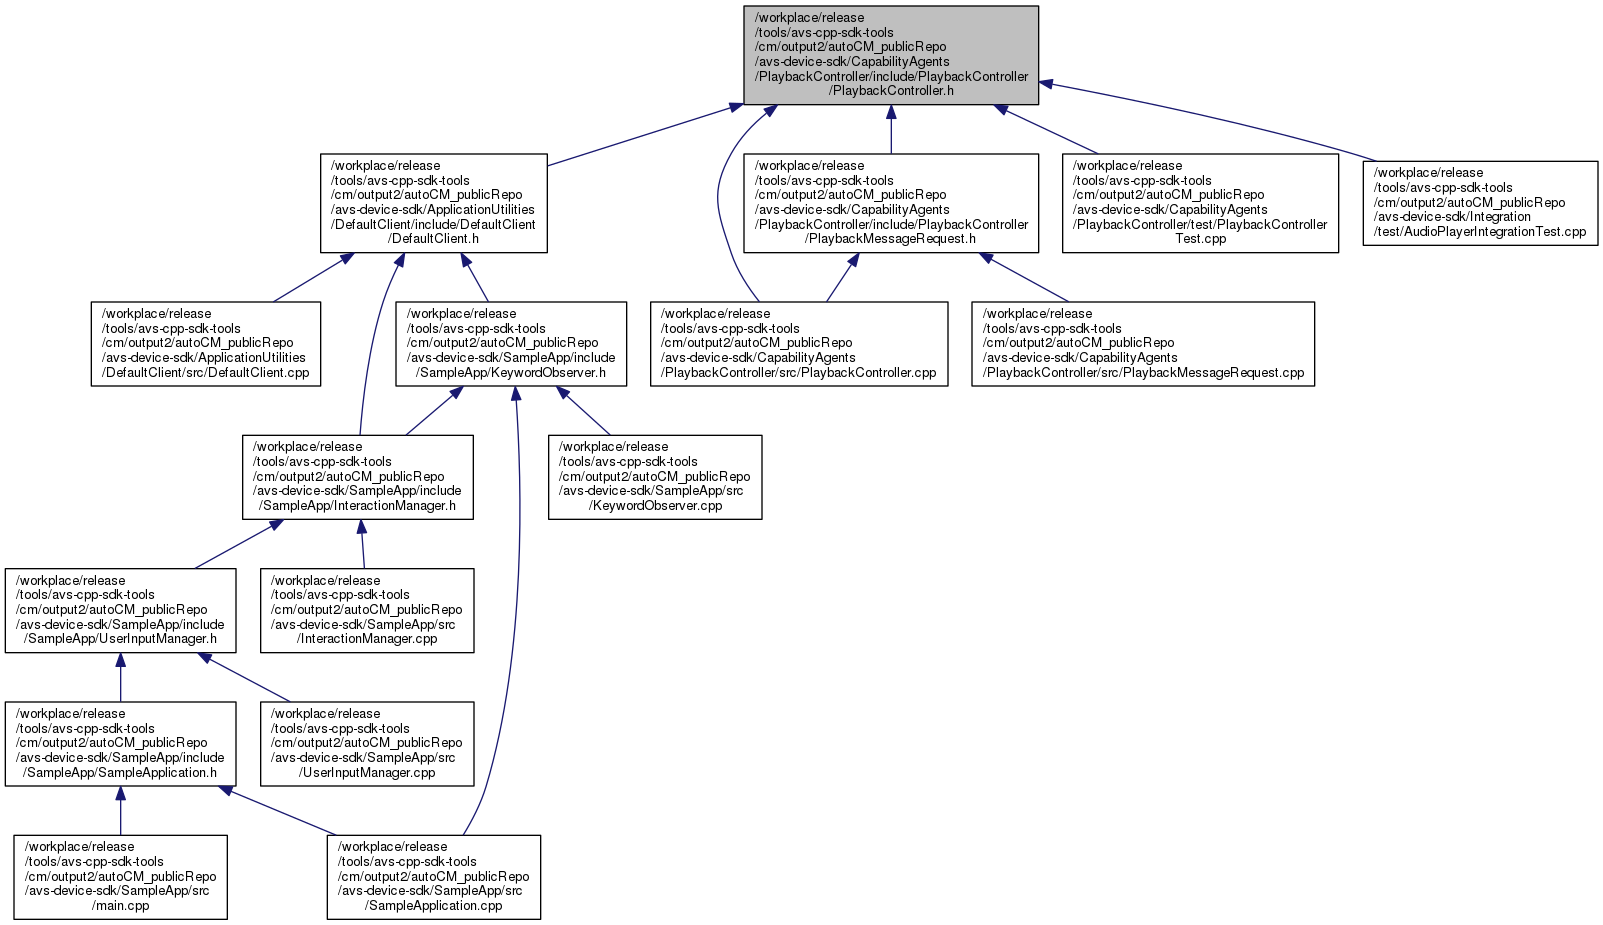 /workplace/release
/tools/avs-cpp-sdk-tools
/cm/output2/autoCM_publicRepo
/avs-device-sdk/CapabilityAgents
/PlaybackController/include/PlaybackController
/PlaybackController.h
/workplace/release
/tools/avs-cpp-sdk-tools
/cm/output2/autoCM_publicRepo
/avs-device-sdk/ApplicationUtilities
/DefaultClient/include/DefaultClient
/DefaultClient.h
/workplace/release
/tools/avs-cpp-sdk-tools
/cm/output2/autoCM_publicRepo
/avs-device-sdk/CapabilityAgents
/PlaybackController/include/PlaybackController
/PlaybackMessageRequest.h
/workplace/release
/tools/avs-cpp-sdk-tools
/cm/output2/autoCM_publicRepo
/avs-device-sdk/CapabilityAgents
/PlaybackController/test/PlaybackController
Test.cpp
/workplace/release
/tools/avs-cpp-sdk-tools
/cm/output2/autoCM_publicRepo
/avs-device-sdk/Integration
/test/AudioPlayerIntegrationTest.cpp
/workplace/release
/tools/avs-cpp-sdk-tools
/cm/output2/autoCM_publicRepo
/avs-device-sdk/ApplicationUtilities
/DefaultClient/src/DefaultClient.cpp
/workplace/release
/tools/avs-cpp-sdk-tools
/cm/output2/autoCM_publicRepo
/avs-device-sdk/SampleApp/include
/SampleApp/KeywordObserver.h
/workplace/release
/tools/avs-cpp-sdk-tools
/cm/output2/autoCM_publicRepo
/avs-device-sdk/CapabilityAgents
/PlaybackController/src/PlaybackController.cpp
/workplace/release
/tools/avs-cpp-sdk-tools
/cm/output2/autoCM_publicRepo
/avs-device-sdk/CapabilityAgents
/PlaybackController/src/PlaybackMessageRequest.cpp
/workplace/release
/tools/avs-cpp-sdk-tools
/cm/output2/autoCM_publicRepo
/avs-device-sdk/SampleApp/include
/SampleApp/InteractionManager.h
/workplace/release
/tools/avs-cpp-sdk-tools
/cm/output2/autoCM_publicRepo
/avs-device-sdk/SampleApp/src
/KeywordObserver.cpp
/workplace/release
/tools/avs-cpp-sdk-tools
/cm/output2/autoCM_publicRepo
/avs-device-sdk/SampleApp/include
/SampleApp/UserInputManager.h
/workplace/release
/tools/avs-cpp-sdk-tools
/cm/output2/autoCM_publicRepo
/avs-device-sdk/SampleApp/src
/InteractionManager.cpp
/workplace/release
/tools/avs-cpp-sdk-tools
/cm/output2/autoCM_publicRepo
/avs-device-sdk/SampleApp/include
/SampleApp/SampleApplication.h
/workplace/release
/tools/avs-cpp-sdk-tools
/cm/output2/autoCM_publicRepo
/avs-device-sdk/SampleApp/src
/UserInputManager.cpp
/workplace/release
/tools/avs-cpp-sdk-tools
/cm/output2/autoCM_publicRepo
/avs-device-sdk/SampleApp/src
/main.cpp
/workplace/release
/tools/avs-cpp-sdk-tools
/cm/output2/autoCM_publicRepo
/avs-device-sdk/SampleApp/src
/SampleApplication.cpp